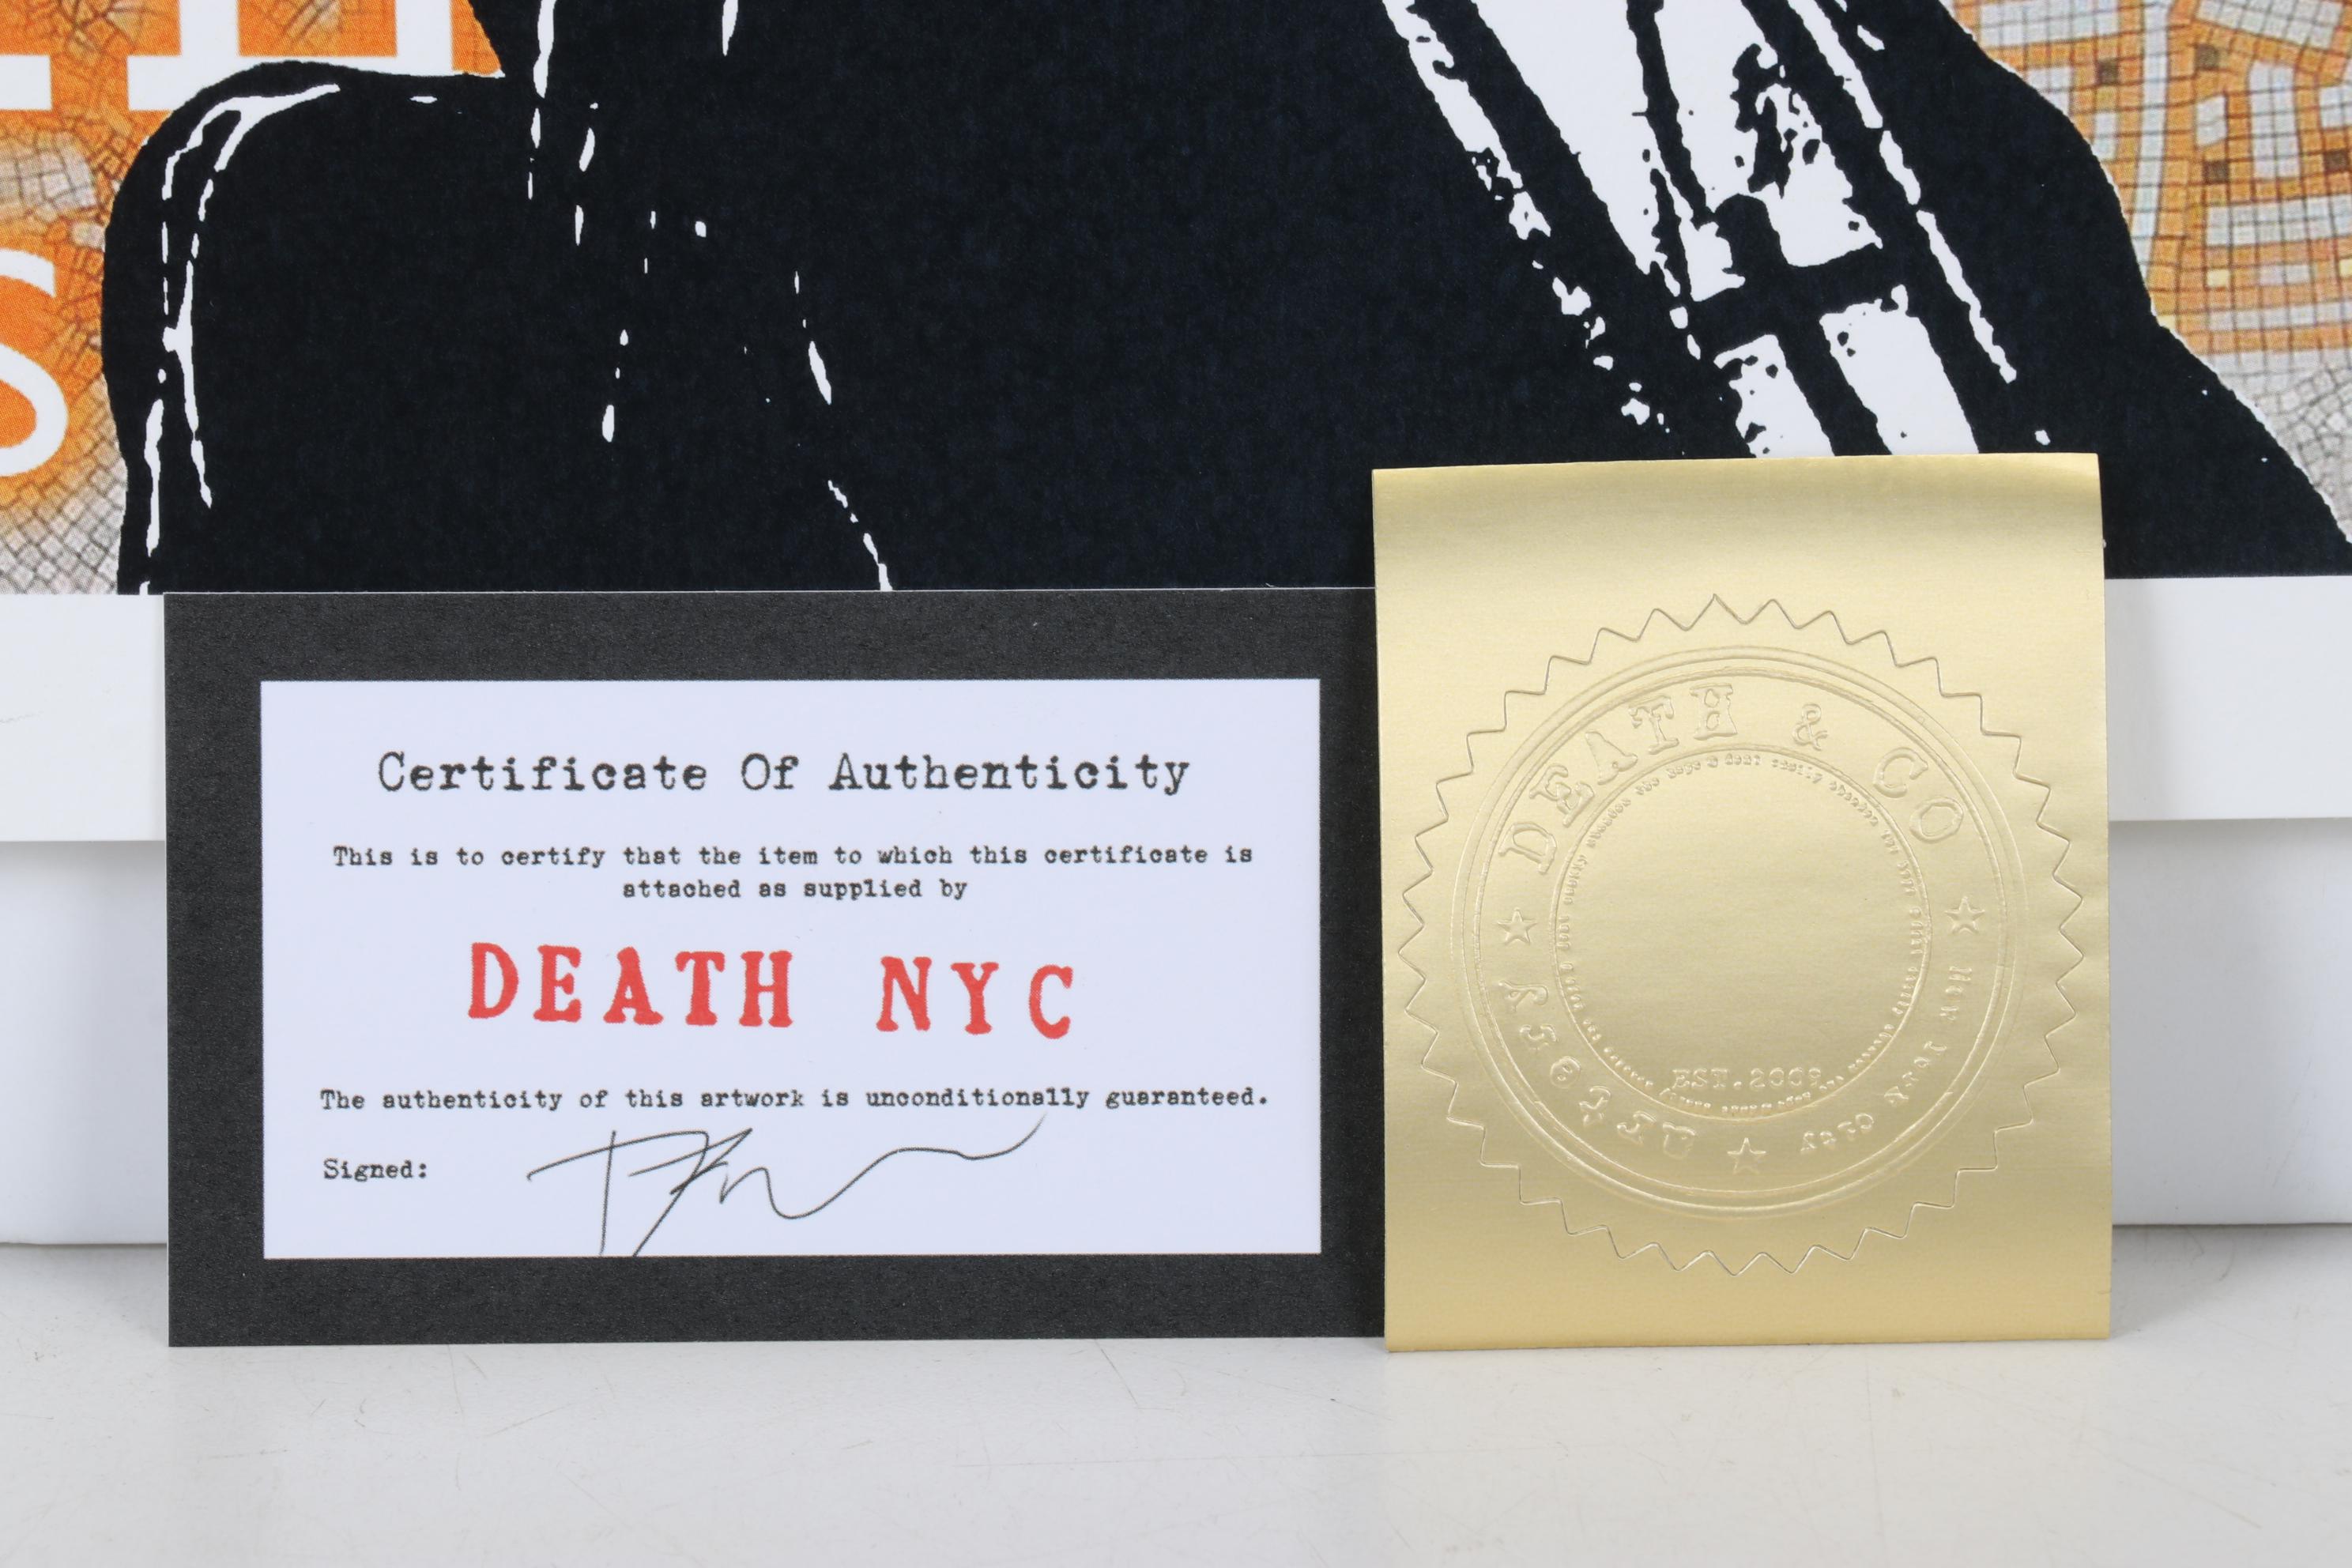 S
Certificate Of Authenticity
This is to certify that the item to which this certificate is
attached as supplied by
DEATH NYC
The authenticity of this artwork is unconditionally guaranteed.
Signed:
DEATH & CO
EST.2009